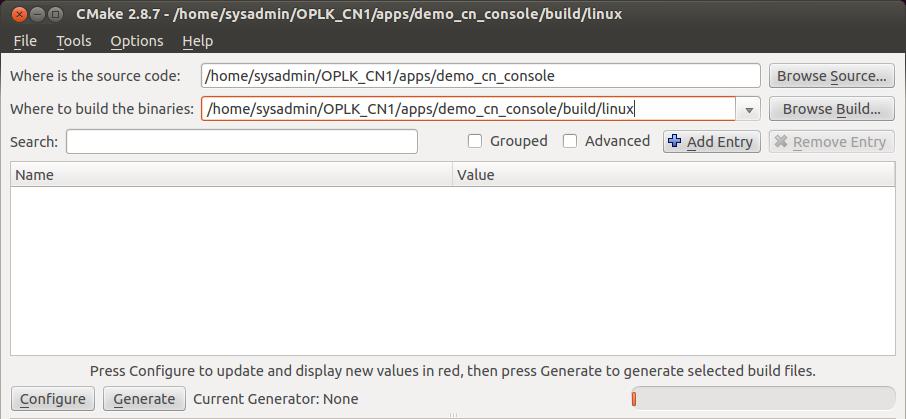 CMake 2.8.7 - /home/sysadmin/OPLK_CN1/apps/demo_cn_console/build/linux
File Tools Options Help
Where is the source code: /home/sysadmin/OPLK_CN1/apps/demo_cn_console Browse Source...
Where to build the binaries: /home/sysadmin/OPLK_CN1/apps/demo_cn_console/build/linux Browse Build...
Search: Grouped Advanced Add Entry Remove Entry
Name Value
Press Configure to update and display new values in red, then press Generate to generate selected build files.
Configure Generate Current Generator: None